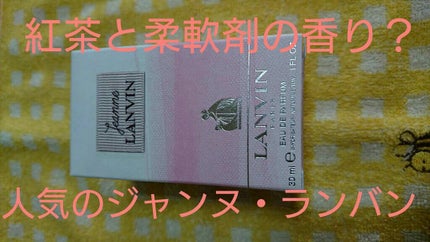 紅茶と柔軟剤の香り？
Jeanne
LANVIN
LANVIN
PARIS
EAU DE PARFUM
30 ml e
人気のジャンヌ・ランバン